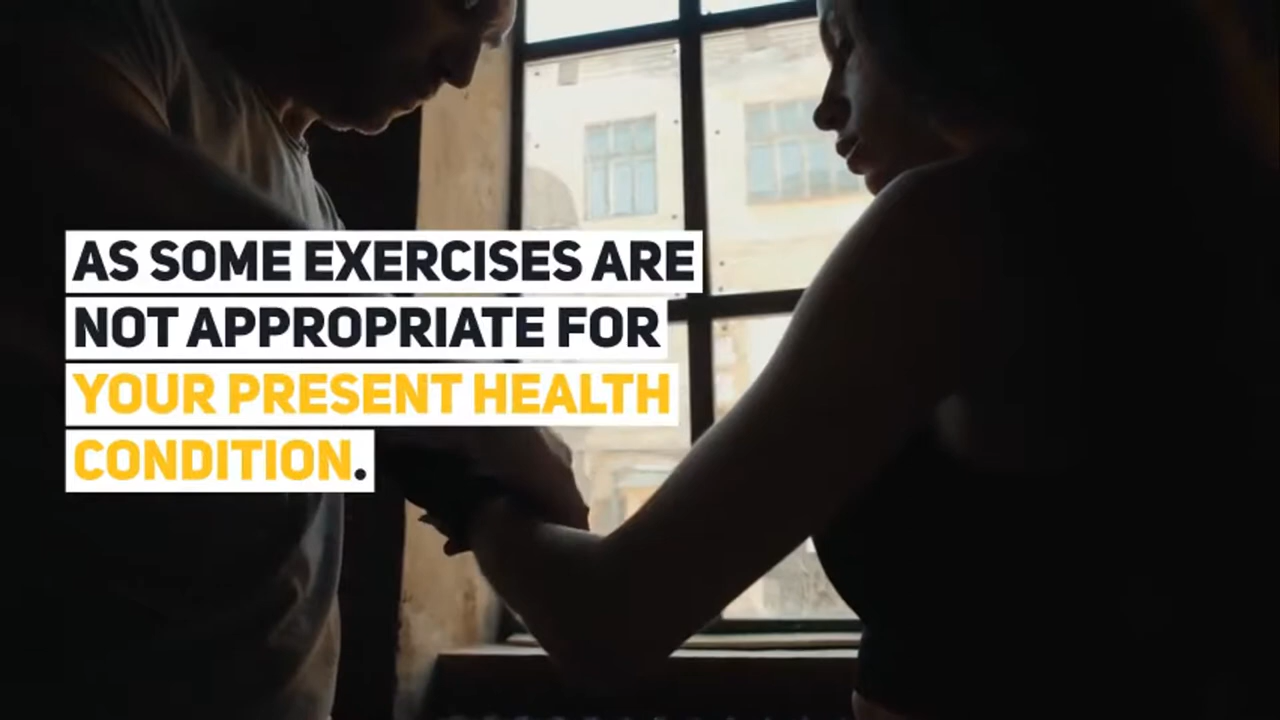 AS SOME EXERCISES ARE
NOT APPROPRIATE FOR
YOUR PRESENT HEALTH
CONDITION.